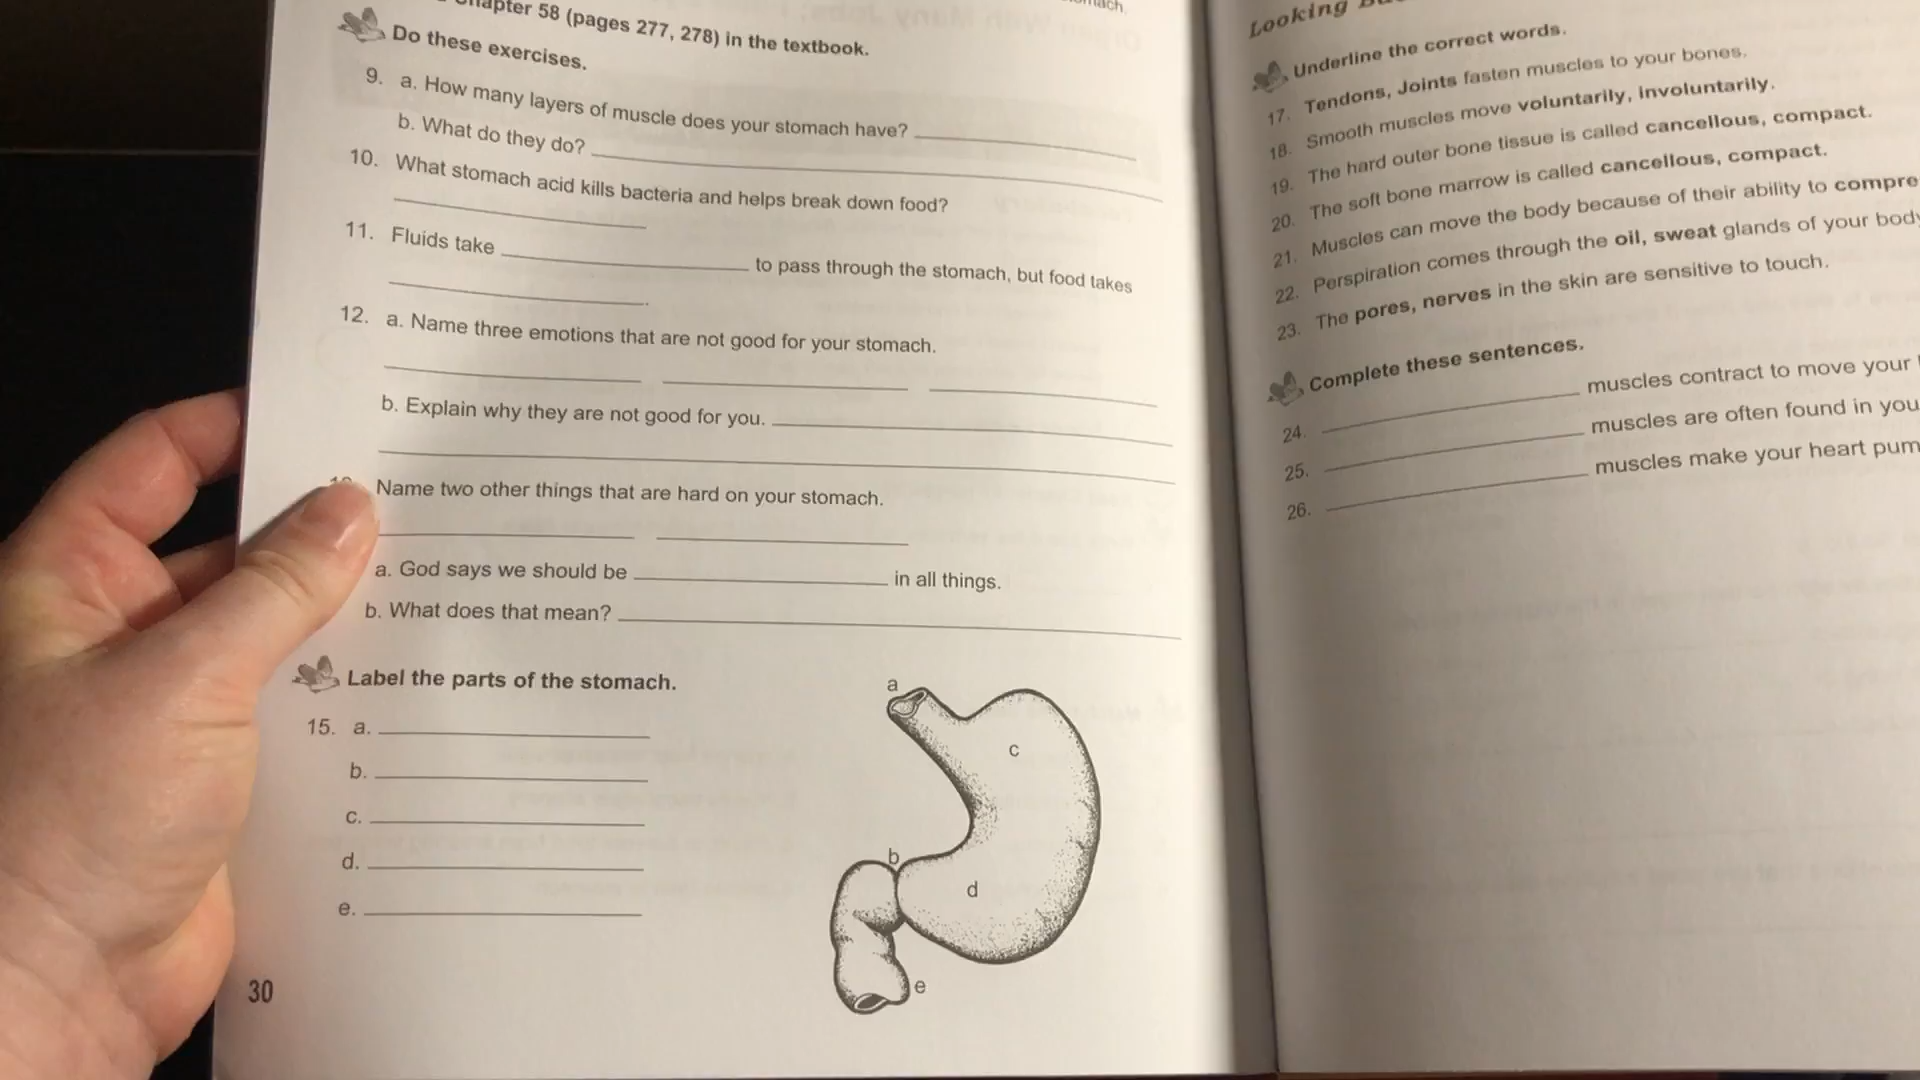 Chapter 58 (pages 277, 278) in the textbook.
Do these exercises.
9. a. How many layers of muscle does your stomach have?
b. What do they do?
10. What stomach acid kills bacteria and helps break down food?
11. Fluids take ____ to pass through the stomach, but food takes
____.
12. a. Name three emotions that are not good for your stomach.
b. Explain why they are not good for you.
Name two other things that are hard on your stomach.
a. God says we should be ____ in all things.
b. What does that mean?
Label the parts of the stomach.
15. a.
b.
c.
d.
e.
a
c
b
d
e
30
Looking
Underline the correct words.
17. Tendons, Joints fasten muscles to your bones.
18. Smooth muscles move voluntarily, involuntarily.
19. The hard outer bone tissue is called cancellous, compact.
20. The soft bone marrow is called cancellous, compact.
21. Muscles can move the body because of their ability to compre
22. Perspiration comes through the oil, sweat glands of your body
23. The pores, nerves in the skin are sensitive to touch.
Complete these sentences.
24. ____ muscles contract to move your
25. ____ muscles are often found in you
26. ____ muscles make your heart pum